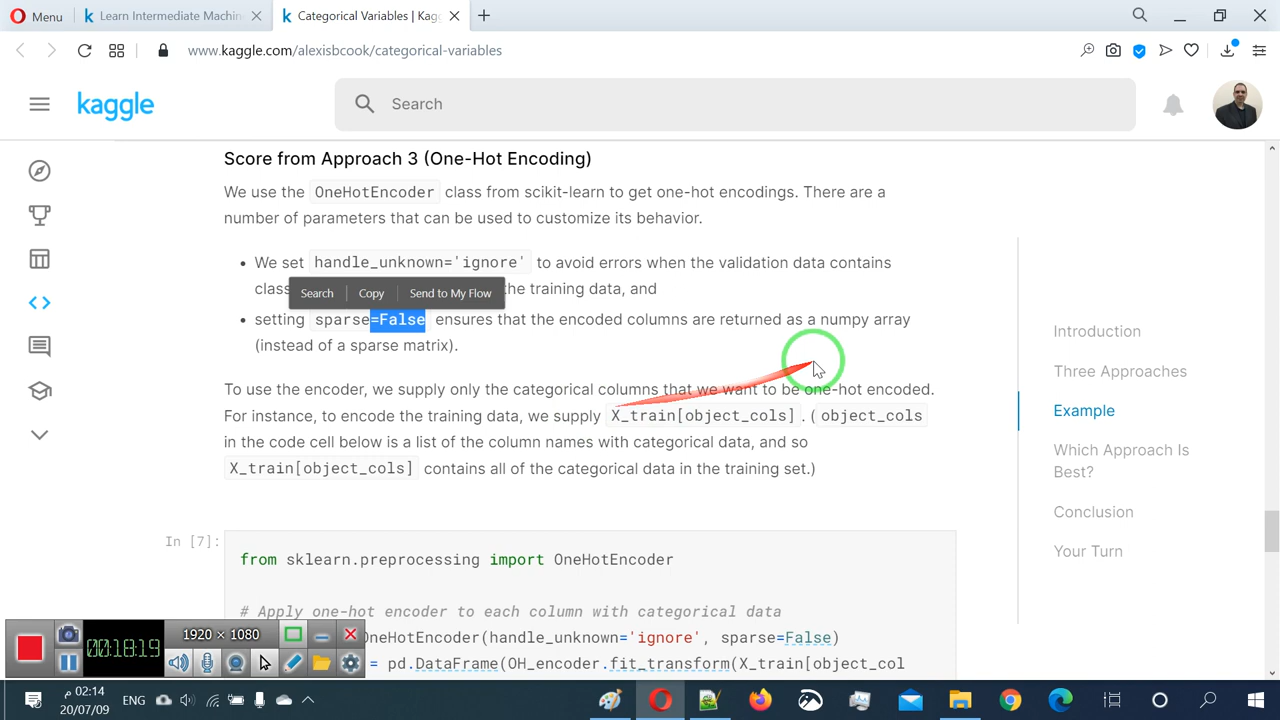 Menu
Learn Intermediate Machin
Categorical Variables | Kagg
www.kaggle.com/alexisbcook/categorical-variables
kaggle
Search
Score from Approach 3 (One-Hot Encoding)
We use the OneHotEncoder class from scikit-learn to get one-hot encodings. There are a
number of parameters that can be used to customize its behavior.
• We set handle_unknown='ignore' to avoid errors when the validation data contains
class
Search Copy Send to My Flow
the training data, and
• setting sparse=False ensures that the encoded columns are returned as a numpy array
(instead of a sparse matrix).
To use the encoder, we supply only the categorical columns that we want to be one-hot encoded.
For instance, to encode the training data, we supply X_train[object_cols]. ( object_cols
in the code cell below is a list of the column names with categorical data, and so
X_train[object_cols] contains all of the categorical data in the training set.)
Introduction
Three Approaches
Example
Which Approach Is
Best?
Conclusion
Your Turn
In [7]:
from sklearn.preprocessing import OneHotEncoder
# Apply one-hot encoder to each column with categorical data
OneHotEncoder(handle_unknown='ignore', sparse=False)
= pd.DataFrame(OH_encoder.fit_transform(X_train[object_col
00:18:19
1920 × 1080
ENG
02:14 م
20/07/09